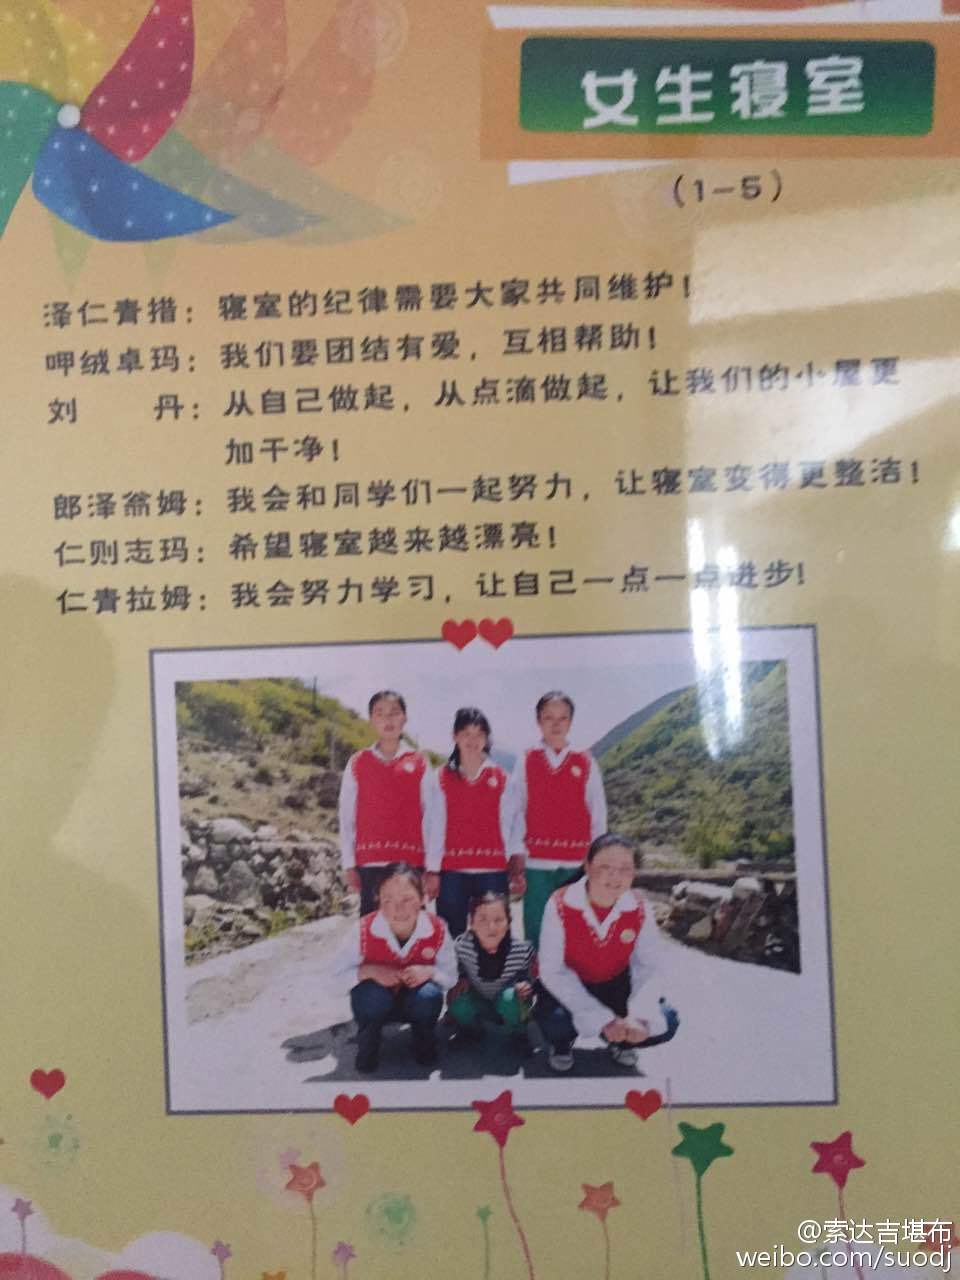 女生寝室
（1-5）
泽仁青措：寝室的纪律需要大家共同维护！
呷绒卓玛：我们要团结有爱，互相帮助！
刘　　丹：从自己做起，从点滴做起，让我们的小屋更
加干净！
郎泽翁姆：我会和同学们一起努力，让寝室变得更整洁！
仁则志玛：希望寝室越来越漂亮！
仁青拉姆：我会努力学习，让自己一点一点进步！
@索达吉堪布
weibo.com/suodj